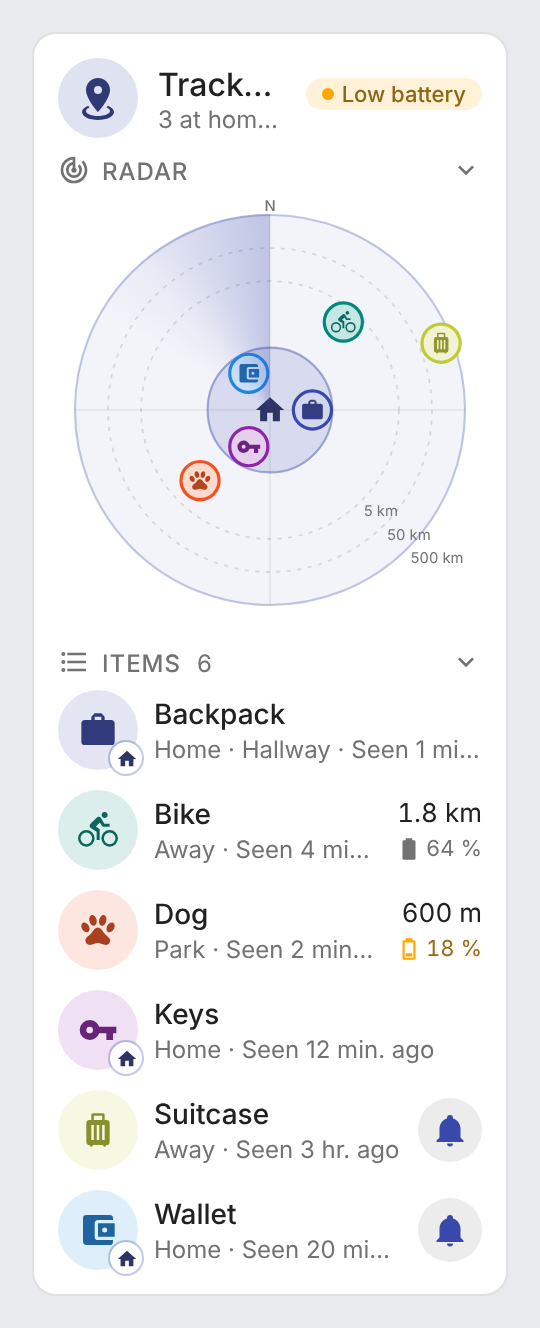 Track...
Low battery
3 at hom...
RADAR
N
5 km
50 km
500 km
ITEMS 6
Backpack
Home · Hallway · Seen 1 mi...
Bike
1.8 km
Away · Seen 4 mi...
64 %
Dog
600 m
Park · Seen 2 min...
18 %
Keys
Home · Seen 12 min. ago
Suitcase
Away · Seen 3 hr. ago
Wallet
Home · Seen 20 mi...